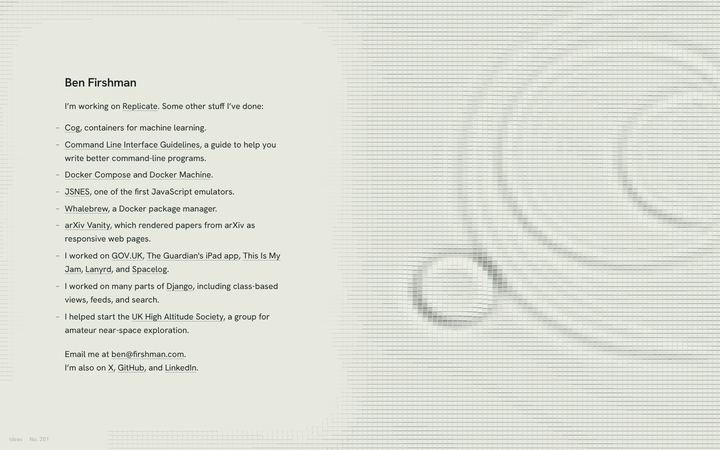 Ben Firshman
I'm working on Replicate. Some other stuff I've done:
– Cog, containers for machine learning.
– Command Line Interface Guidelines, a guide to help you
write better command-line programs.
– Docker Compose and Docker Machine.
– JSNES, one of the first JavaScript emulators.
– Whalebrew, a Docker package manager.
– arXiv Vanity, which rendered papers from arXiv as
responsive web pages.
– I worked on GOV.UK, The Guardian's iPad app, This Is My
Jam, Lanyrd, and Spacelog.
– I worked on many parts of Django, including class-based
views, feeds, and search.
– I helped start the UK High Altitude Society, a group for
amateur near-space exploration.
Email me at ben@firshman.com.
I'm also on X, GitHub, and LinkedIn.
Ideas No. 201